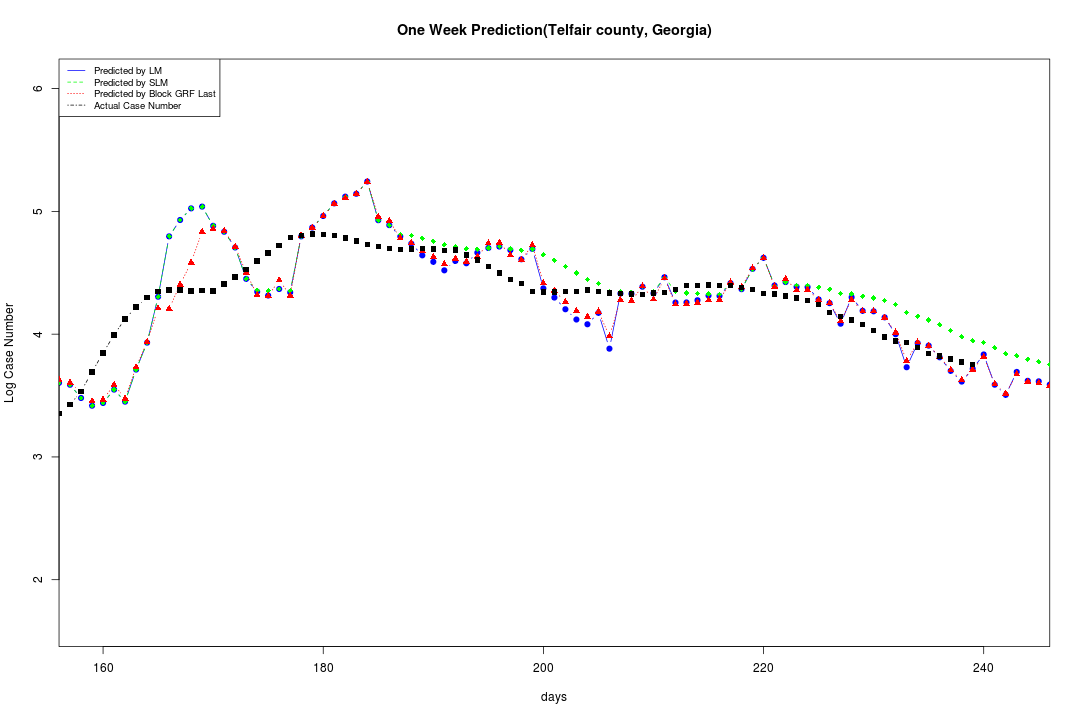 One Week Prediction(Telfair county, Georgia)
Predicted by LM
Predicted by SLM
Predicted by Block GRF Last
Actual Case Number
6
5
4
3
2
Log Case Number
160
180
200
220
240
days